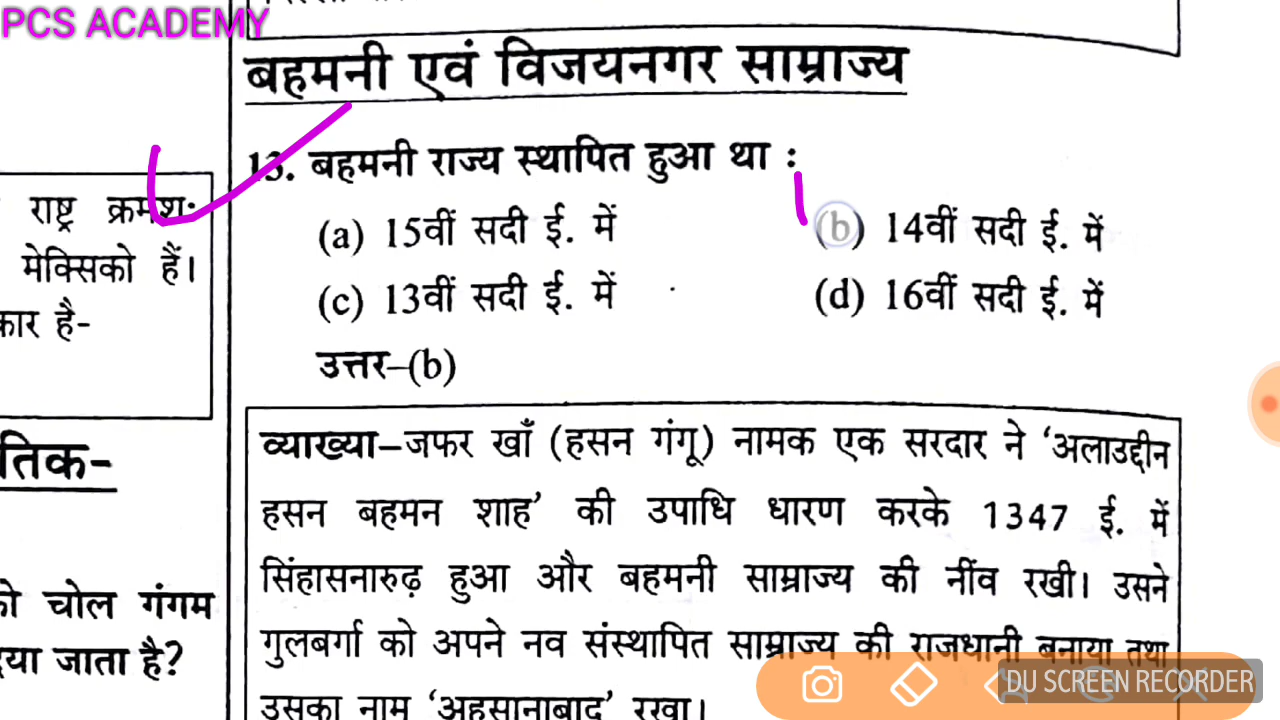 PCS ACADEMY
बहमनी एवं विजयनगर साम्राज्य
13. बहमनी राज्य स्थापित हुआ था :
(a) 15वीं सदी ई. में (b) 14वीं सदी ई. में
(c) 13वीं सदी ई. में (d) 16वीं सदी ई. में
उत्तर–(b)
व्याख्या–जफर खाँ (हसन गंगू) नामक एक सरदार ने ‘अलाउद्दीन
हसन बहमन शाह’ की उपाधि धारण करके 1347 ई. में
सिंहासनारुढ़ हुआ और बहमनी साम्राज्य की नींव रखी। उसने
गुलबर्गा को अपने नव संस्थापित साम्राज्य की राजधानी बनाया तथा
उसका नाम ‘अहसानाबाद’ रखा।
राष्ट्र क्रमश:
मेक्सिको हैं।
कार है-
तिक-
चोल गंगम
जाता है?
DU SCREEN RECORDER